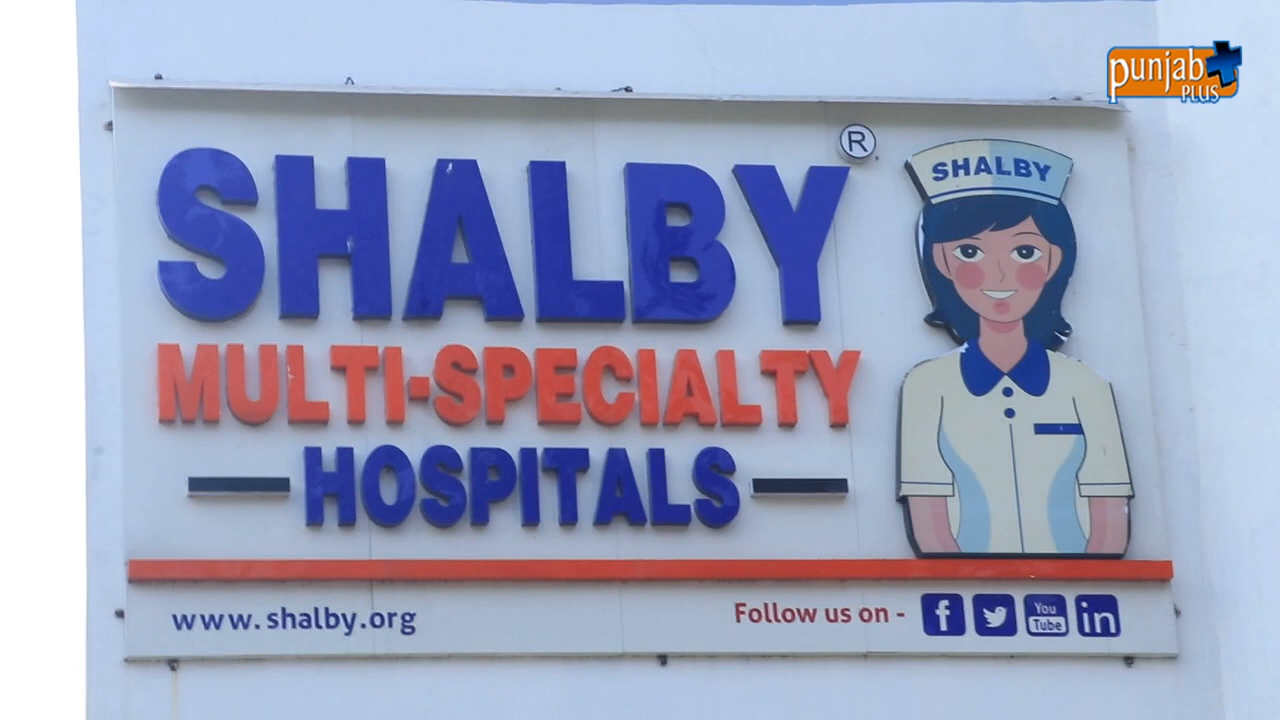 punjab
PLUS
SHALBY ®
SHALBY
MULTI-SPECIALTY
HOSPITALS
www.shalby.org
Follow us on - f You Tube in